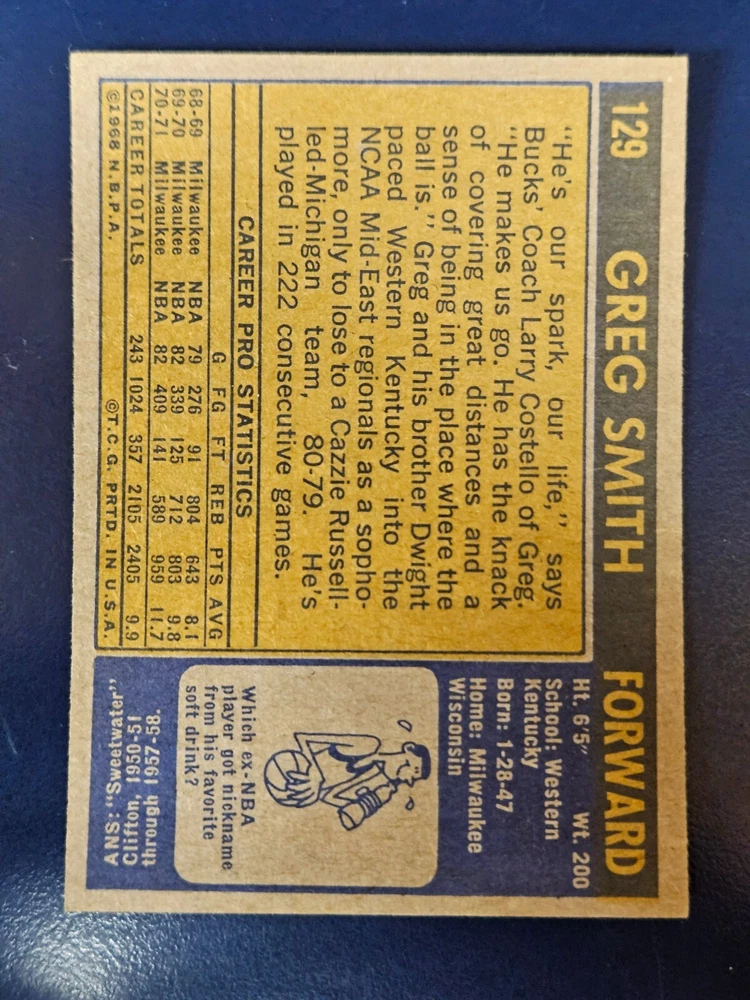 129 GREG SMITH FORWARD
"He's our spark, our life," says
Bucks' Coach Larry Costello of Greg.
"He makes us go. He has the knack
of covering great distances and a
sense of being in the place where the
ball is." Greg and his brother Dwight
paced Western Kentucky into the
NCAA Mid-East regionals as a sopho-
more, only to lose to a Cazzie Russell-
led-Michigan team, 80-79. He's
played in 222 consecutive games.
CAREER PRO STATISTICS
G FG FT REB PTS AVG
68-69 Milwaukee NBA 79 276 91 804 643 8.1
69-70 Milwaukee NBA 82 339 125 712 803 9.8
70-71 Milwaukee NBA 82 409 141 589 959 11.7
CAREER TOTALS 243 1024 357 2105 2405 9.9
©1968 N.B.P.A. ©T.C.G. PRTD. IN U.S.A.
Ht. 6'5" Wt. 200
School: Western
Kentucky
Born: 1-28-47
Home: Milwaukee
Wisconsin
Which ex-NBA
player got nickname
from his favorite
soft drink?
ANS: "Sweetwater"
Clifton, 1950-51
through 1957-58.